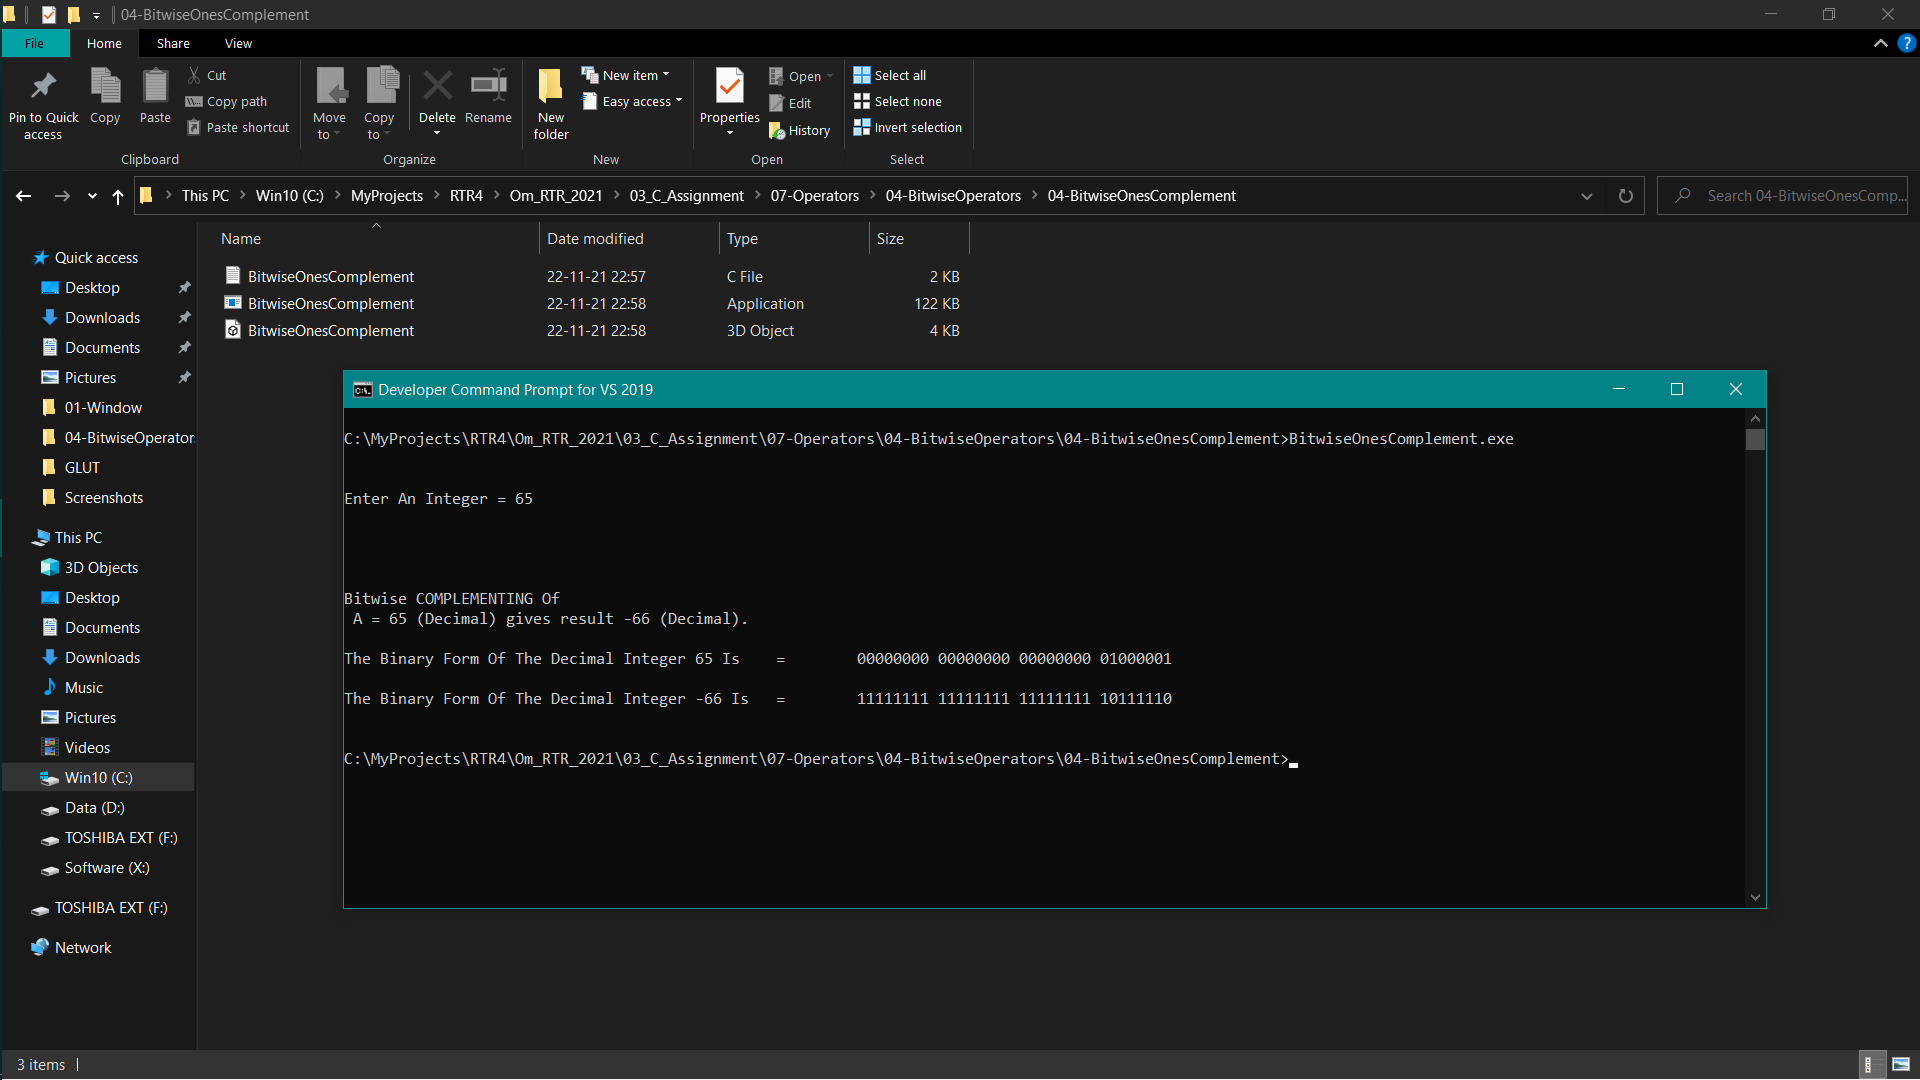 04-BitwiseOnesComplement
File Home Share View
Pin to Quick access
Copy
Paste
Cut
Copy path
Paste shortcut
Clipboard
Move to
Copy to
Delete
Rename
Organize
New folder
New item
Easy access
New
Properties
Open
Edit
History
Open
Select all
Select none
Invert selection
Select
This PC > Win10 (C:) > MyProjects > RTR4 > Om_RTR_2021 > 03_C_Assignment > 07-Operators > 04-BitwiseOperators > 04-BitwiseOnesComplement
Search 04-BitwiseOnesComp...
Quick access
Desktop
Downloads
Documents
Pictures
01-Window
04-BitwiseOperator
GLUT
Screenshots
This PC
3D Objects
Desktop
Documents
Downloads
Music
Pictures
Videos
Win10 (C:)
Data (D:)
TOSHIBA EXT (F:)
Software (X:)
TOSHIBA EXT (F:)
Network
Name Date modified Type Size
BitwiseOnesComplement 22-11-21 22:57 C File 2 KB
BitwiseOnesComplement 22-11-21 22:58 Application 122 KB
BitwiseOnesComplement 22-11-21 22:58 3D Object 4 KB
Developer Command Prompt for VS 2019
C:\MyProjects\RTR4\Om_RTR_2021\03_C_Assignment\07-Operators\04-BitwiseOperators\04-BitwiseOnesComplement>BitwiseOnesComplement.exe
Enter An Integer = 65
Bitwise COMPLEMENTING Of
A = 65 (Decimal) gives result -66 (Decimal).
The Binary Form Of The Decimal Integer 65 Is = 00000000 00000000 00000000 01000001
The Binary Form Of The Decimal Integer -66 Is = 11111111 11111111 11111111 10111110
C:\MyProjects\RTR4\Om_RTR_2021\03_C_Assignment\07-Operators\04-BitwiseOperators\04-BitwiseOnesComplement>
3 items